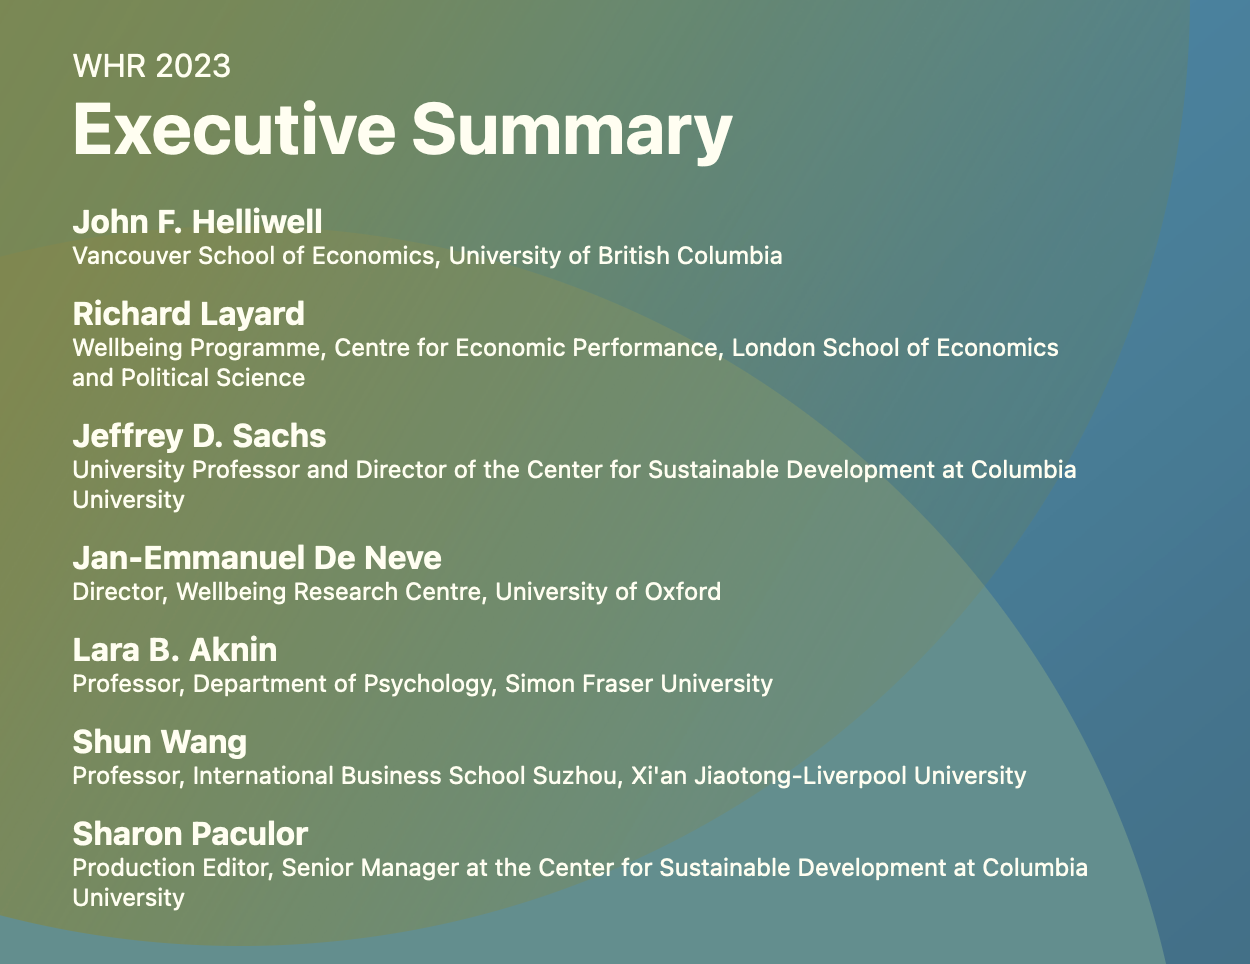 WHR 2023
Executive Summary
John F. Helliwell
Vancouver School of Economics, University of British Columbia
Richard Layard
Wellbeing Programme, Centre for Economic Performance, London School of Economics
and Political Science
Jeffrey D. Sachs
University Professor and Director of the Center for Sustainable Development at Columbia
University
Jan-Emmanuel De Neve
Director, Wellbeing Research Centre, University of Oxford
Lara B. Aknin
Professor, Department of Psychology, Simon Fraser University
Shun Wang
Professor, International Business School Suzhou, Xi'an Jiaotong-Liverpool University
Sharon Paculor
Production Editor, Senior Manager at the Center for Sustainable Development at Columbia
University